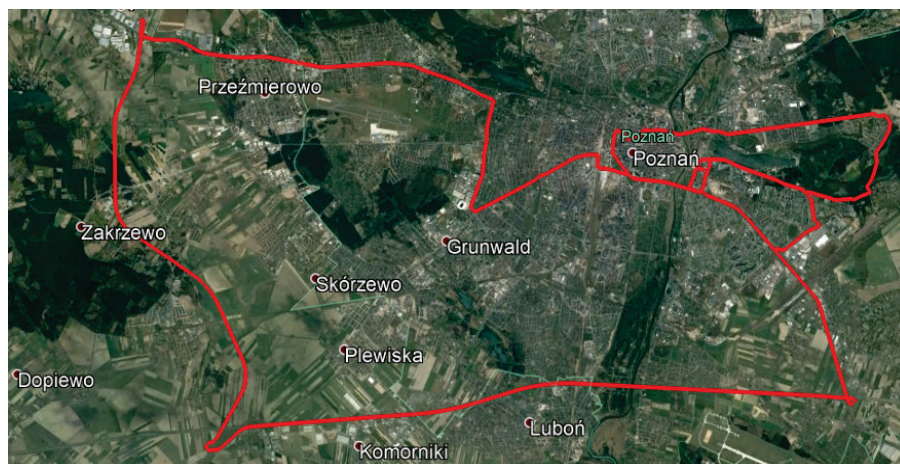 Przeźmierowo
Poznań
Poznań
Zakrzewo
Grunwald
Skórzewo
Plewiska
Dopiewo
Luboń
Komorniki